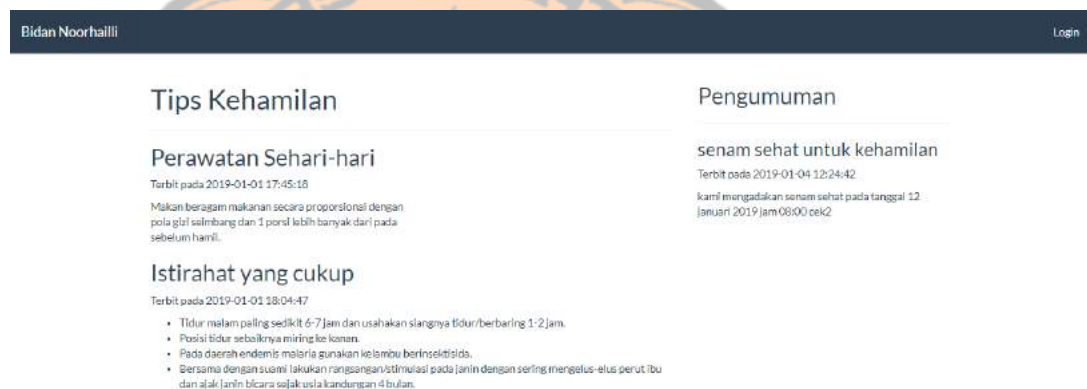 Bidan Noorhailli
Login
Tips Kehamilan
Perawatan Sehari-hari
Terbit pada 2019-01-01 17:45:18
Makan beragam makanan secara proporsional dengan
pola gizi seimbang dan 1 porsi lebih banyak dari pada
sebelum hamil.
Istirahat yang cukup
Terbit pada 2019-01-01 18:04:47
• Tidur malam paling sedikit 6-7 jam dan usahakan siangnya tidur/berbaring 1-2 jam.
• Posisi tidur sebaiknya miring ke kanan.
• Pada daerah endemis malaria gunakan kelambu berinsektisida.
• Bersama dengan suami lakukan rangsangan/stimulasi pada janin dengan sering mengelus-elus perut ibu
dan ajak janin bicara sejak usia kandungan 4 bulan.
Pengumuman
senam sehat untuk kehamilan
Terbit pada 2019-01-04 12:24:42
kami mengadakan senam sehat pada tanggal 12
januari 2019 jam 08:00 cek2